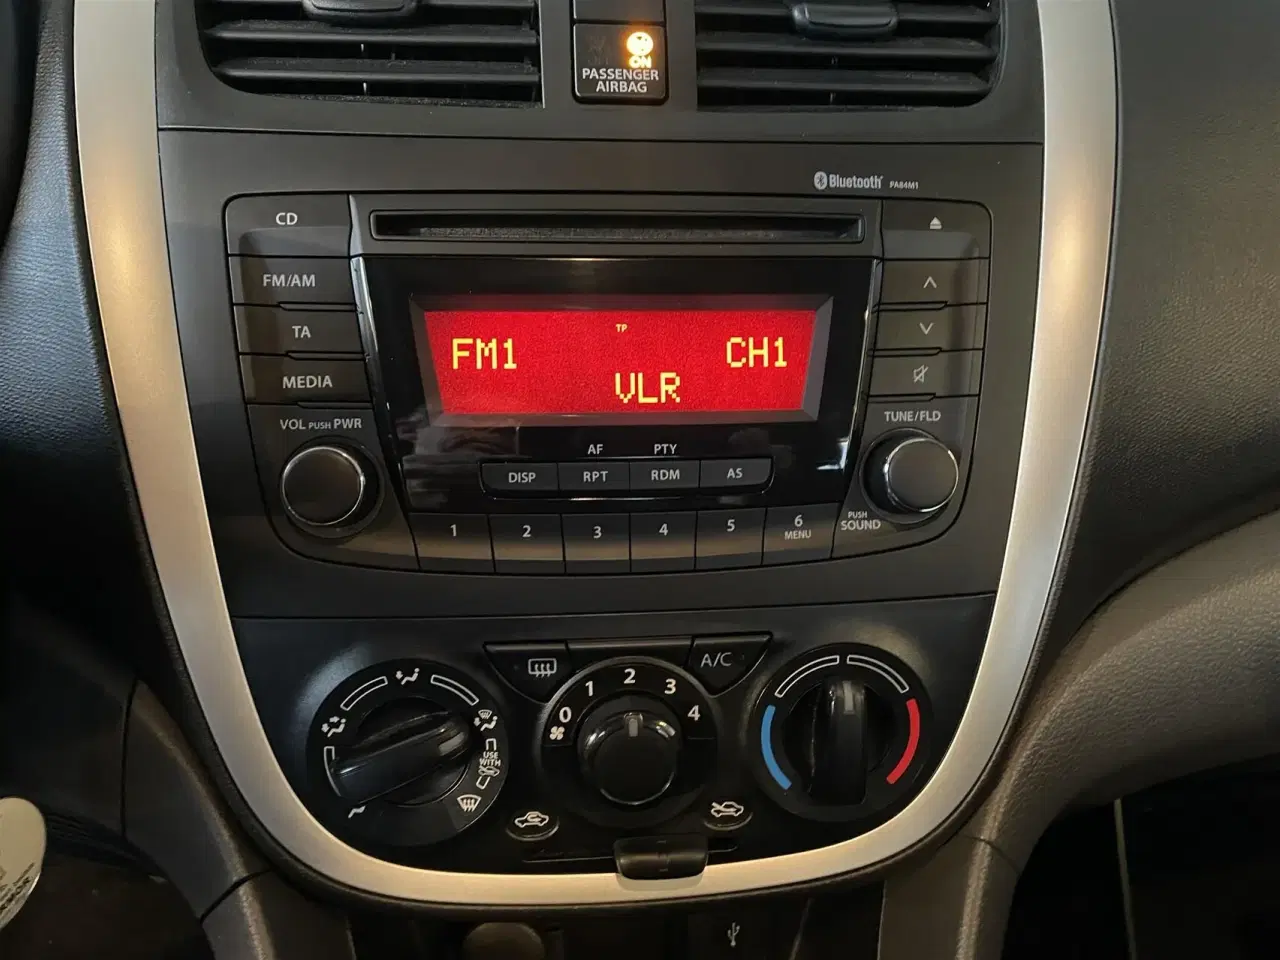 ON
PASSENGER
AIRBAG
Bluetooth PA84M1
CD
FM/AM
TA
MEDIA
VOL PUSH PWR
TP
FM1 CH1
VLR
TUNE/FLD
AF PTY
DISP RPT RDM AS
1 2 3 4 5 6
MENU
PUSH
SOUND
A/C
0 1 2 3 4
USE
WITH